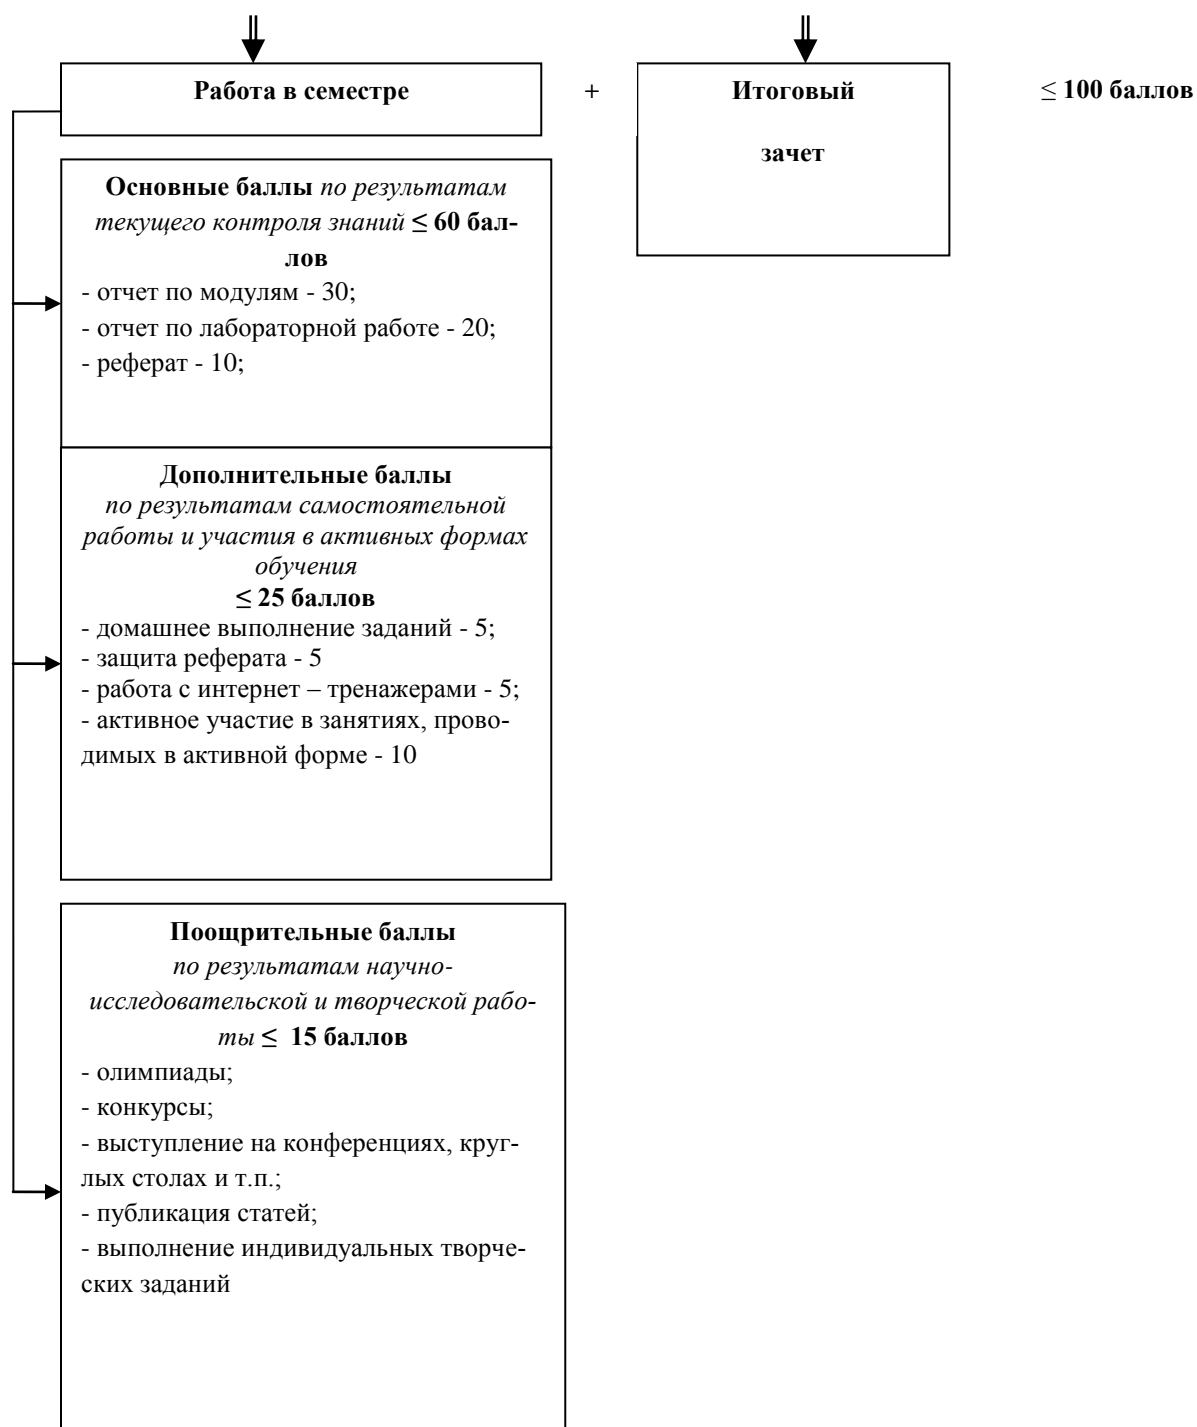 Работа в семестре + Итоговый ≤ 100 баллов
зачет
Основные баллы по результатам
текущего контроля знаний ≤ 60 бал-
лов
- отчет по модулям - 30;
- отчет по лабораторной работе - 20;
- реферат - 10;
Дополнительные баллы
по результатам самостоятельной
работы и участия в активных формах
обучения
≤ 25 баллов
- домашнее выполнение заданий - 5;
- защита реферата - 5
- работа с интернет – тренажерами - 5;
- активное участие в занятиях, прово-
димых в активной форме - 10
Поощрительные баллы
по результатам научно-
исследовательской и творческой рабо-
ты ≤ 15 баллов
- олимпиады;
- конкурсы;
- выступление на конференциях, круг-
лых столах и т.п.;
- публикация статей;
- выполнение индивидуальных творче-
ских заданий